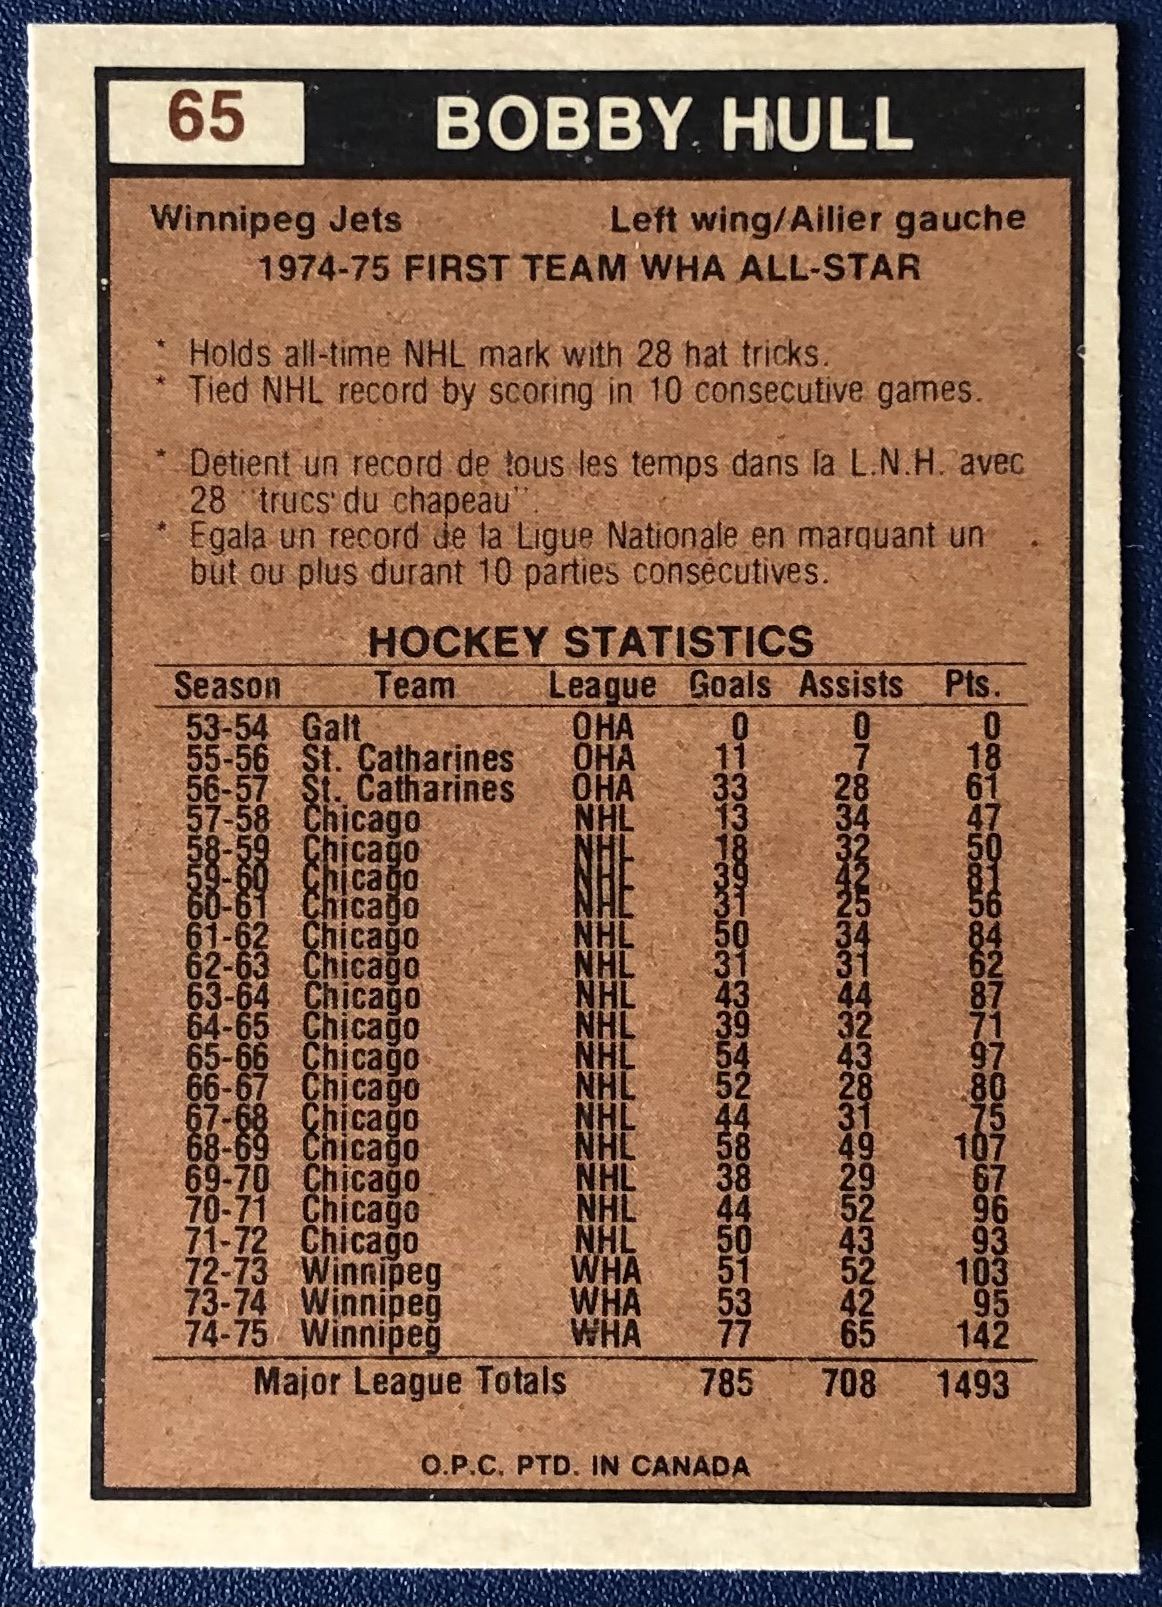 65
BOBBY HULL
Winnipeg Jets Left wing/Ailier gauche
1974-75 FIRST TEAM WHA ALL-STAR
* Holds all-time NHL mark with 28 hat tricks.
* Tied NHL record by scoring in 10 consecutive games.
* Detient un record de tous les temps dans la L.N.H. avec
28 "trucs du chapeau".
* Egala un record de la Ligue Nationale en marquant un
but ou plus durant 10 parties consécutives.
HOCKEY STATISTICS
Season Team League Goals Assists Pts.
53-54 Galt OHA 0 0 0
55-56 St. Catharines OHA 11 7 18
56-57 St. Catharines OHA 33 28 61
57-58 Chicago NHL 13 34 47
58-59 Chicago NHL 18 32 50
59-60 Chicago NHL 39 42 81
60-61 Chicago NHL 31 25 56
61-62 Chicago NHL 50 34 84
62-63 Chicago NHL 31 31 62
63-64 Chicago NHL 43 44 87
64-65 Chicago NHL 39 32 71
65-66 Chicago NHL 54 43 97
66-67 Chicago NHL 52 28 80
67-68 Chicago NHL 44 31 75
68-69 Chicago NHL 58 49 107
69-70 Chicago NHL 38 29 67
70-71 Chicago NHL 44 52 96
71-72 Chicago NHL 50 43 93
72-73 Winnipeg WHA 51 52 103
73-74 Winnipeg WHA 53 42 95
74-75 Winnipeg WHA 77 65 142
Major League Totals 785 708 1493
O.P.C. PTD. IN CANADA